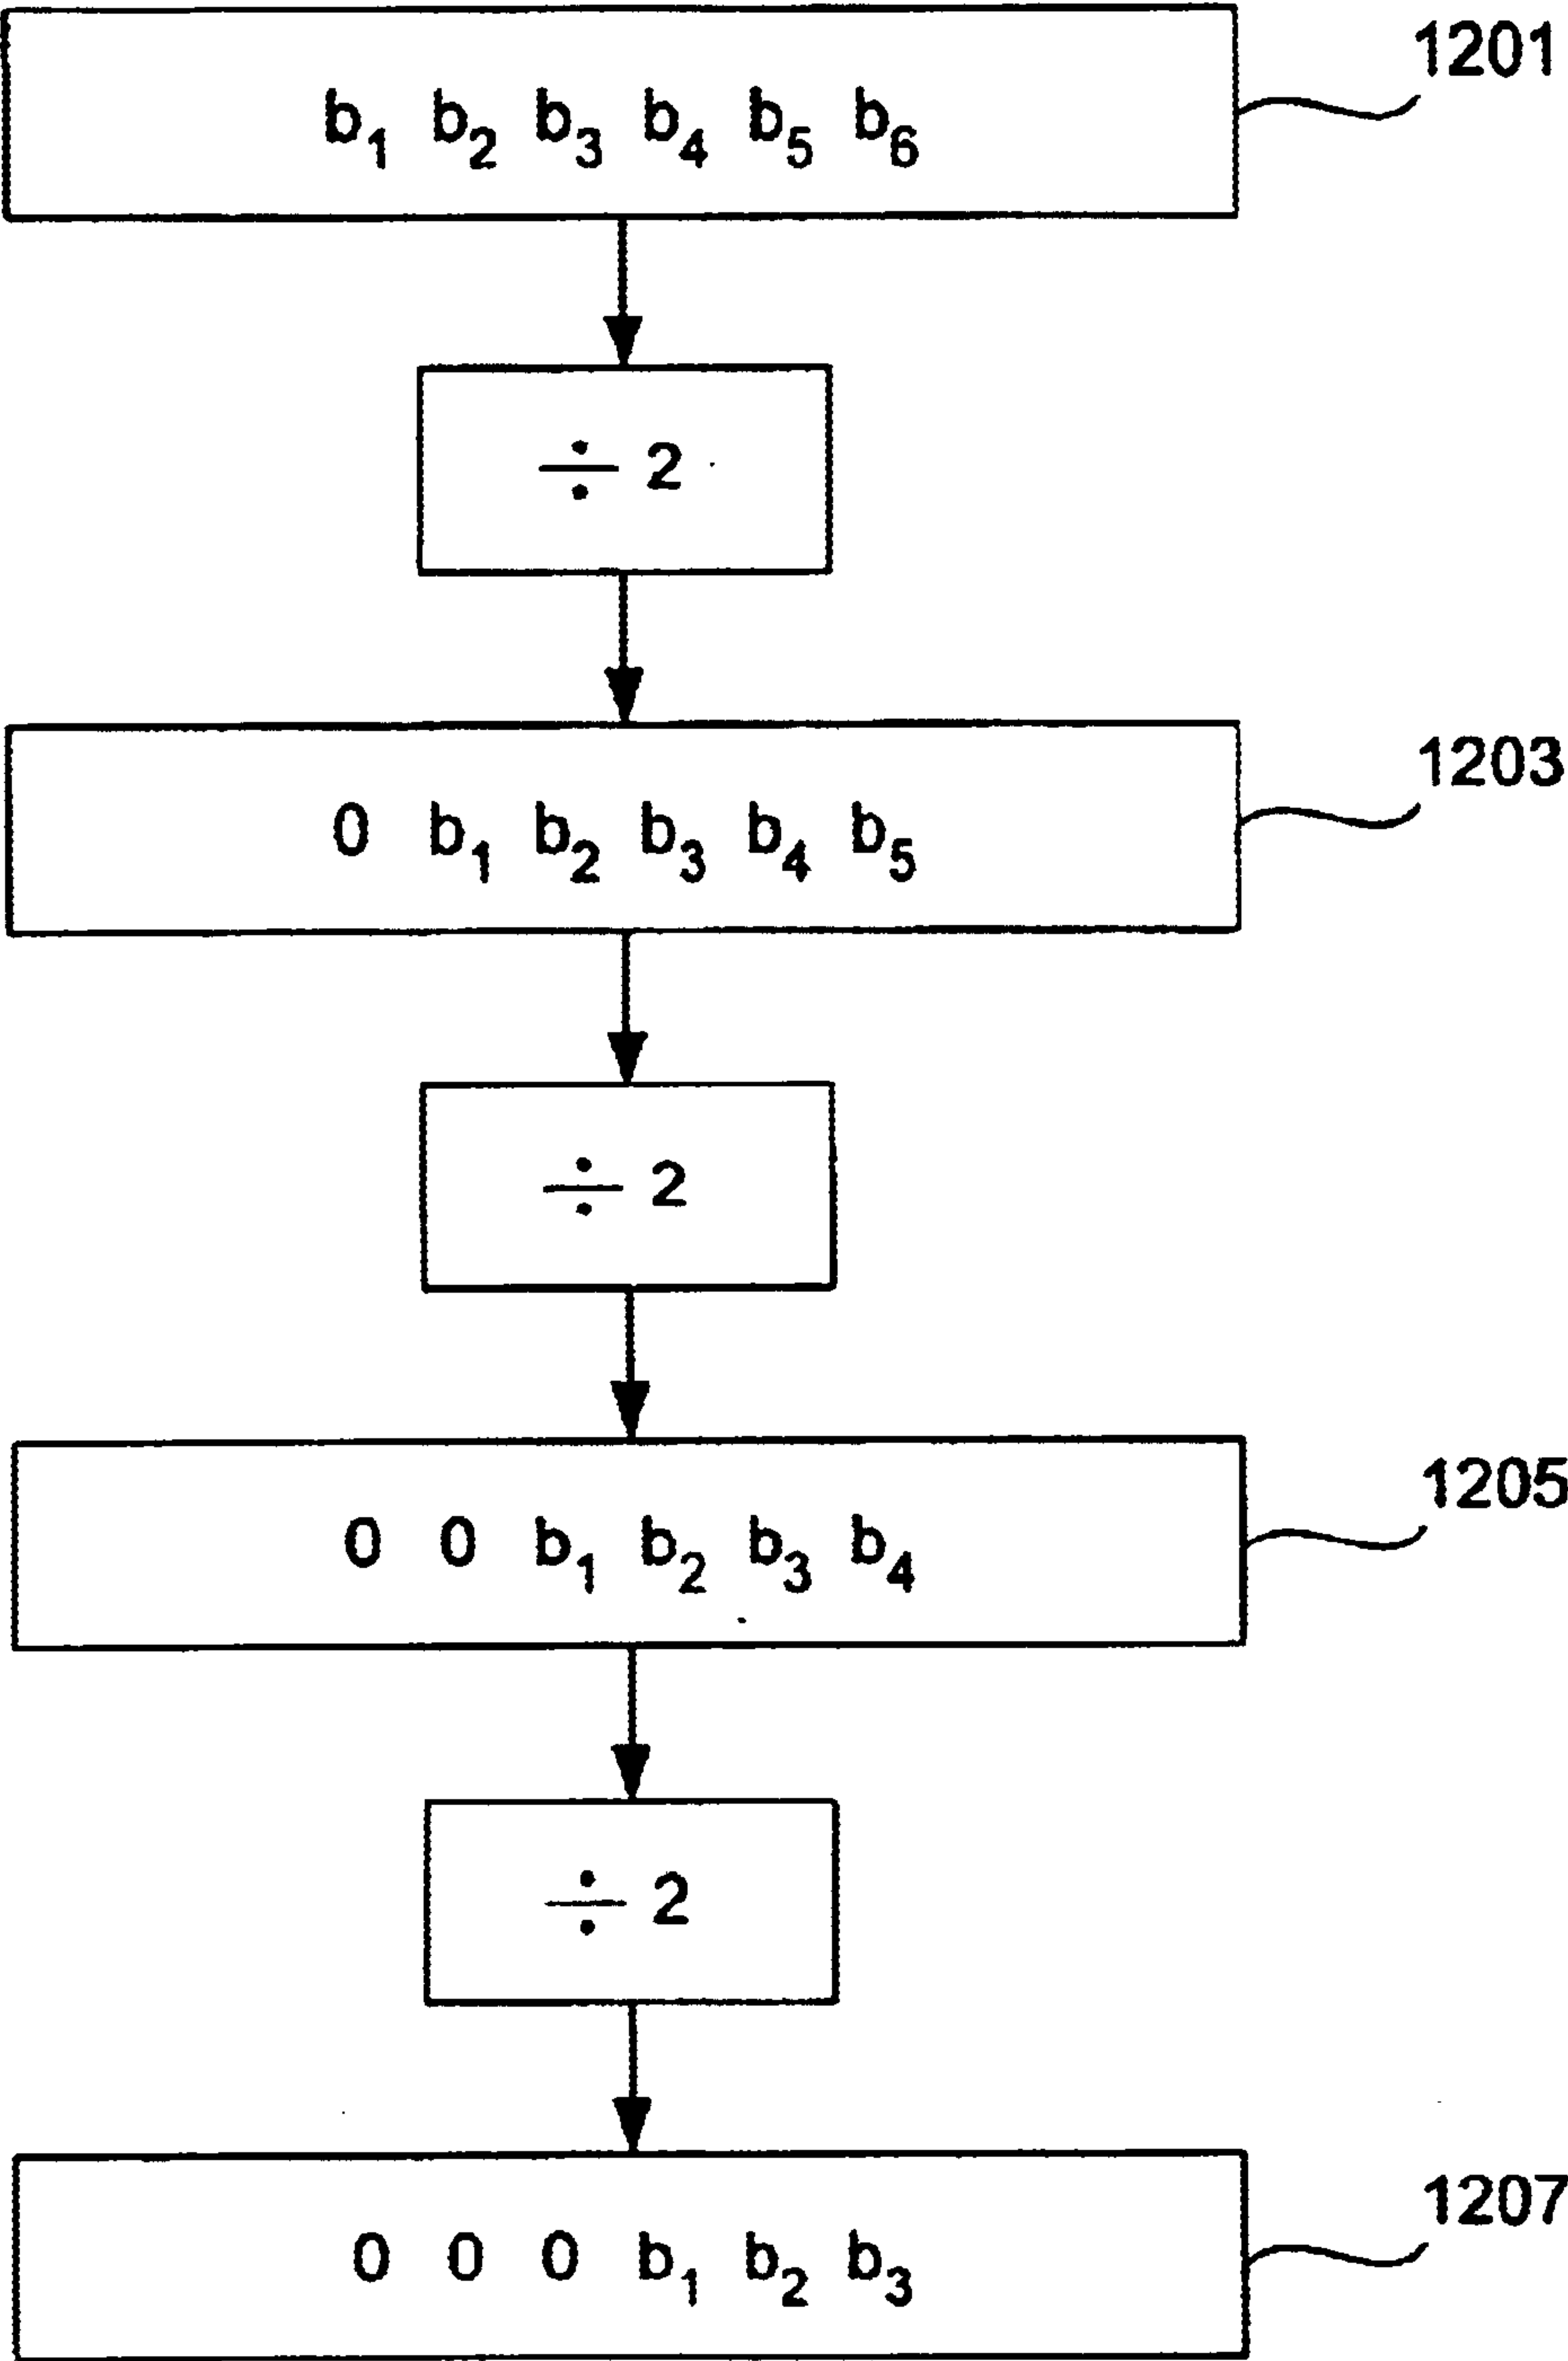 1201
b₁ b₂ b₃ b₄ b₅ b₆
÷ 2
1203
0 b₁ b₂ b₃ b₄ b₅
÷ 2
1205
0 0 b₁ b₂ b₃ b₄
÷ 2
1207
0 0 0 b₁ b₂ b₃